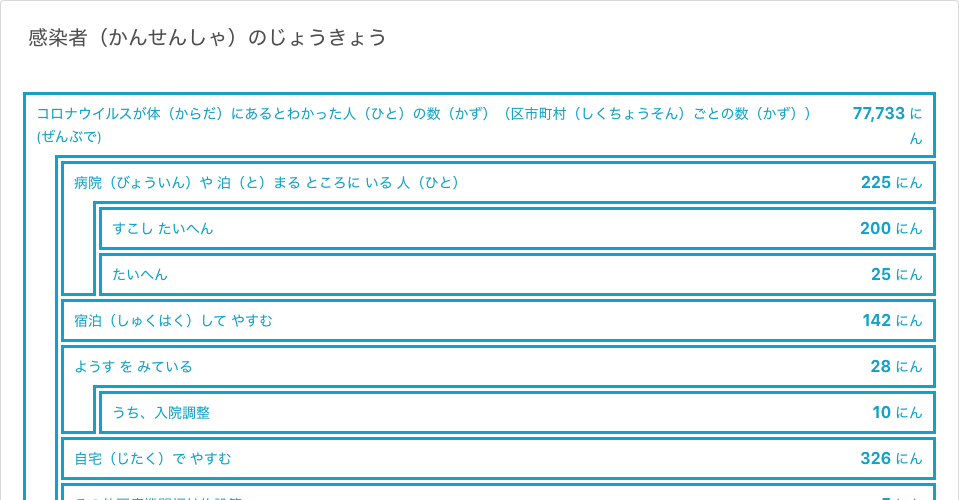 感染者（かんせんしゃ）のじょうきょう
コロナウイルスが体（からだ）にあるとわかった人（ひと）の数（かず）（区市町村（しくちょうそん）ごとの数（かず））
(ぜんぶで)
77,733 に
ん
病院（びょういん）や 泊（と）まる ところに いる 人（ひと） 225 にん
すこし たいへん 200 にん
たいへん 25 にん
宿泊（しゅくはく）して やすむ 142 にん
ようす を みている 28 にん
うち、入院調整 10 にん
自宅（じたく）で やすむ 326 にん